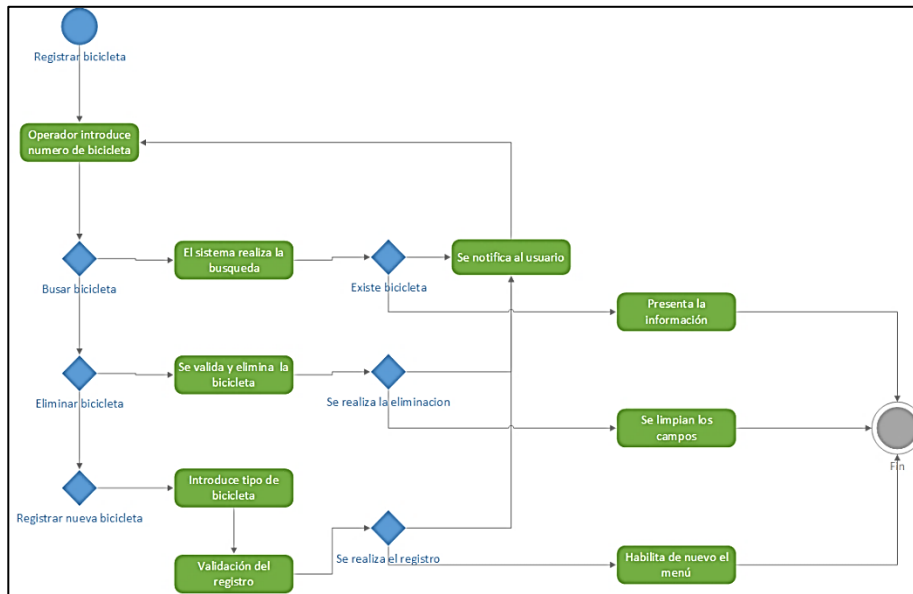 Registrar bicicleta
Operador introduce
numero de bicicleta
El sistema realiza la
busqueda
Se notifica al usuario
Busar bicicleta
Existe bicicleta
Presenta la
información
Se valida y elimina la
bicicleta
Eliminar bicicleta
Se realiza la eliminacion
Se limpian los
campos
Fin
Introduce tipo de
bicicleta
Registrar nueva bicicleta
Validación del
registro
Se realiza el registro
Habilita de nuevo el
menú